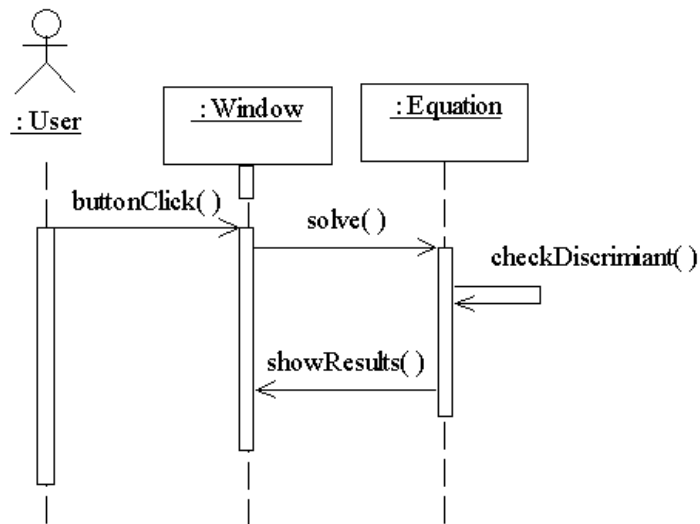 : User
: Window
: Equation
buttonClick( )
solve( )
checkDiscrimiant( )
showResults( )